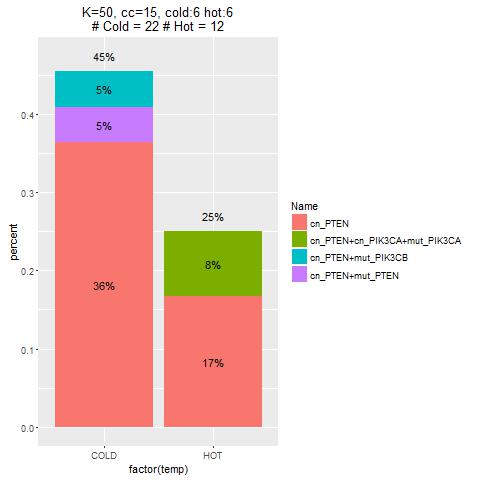 K=50, cc=15, cold:6 hot:6
# Cold = 22 # Hot = 12
45%
5%
5%
36%
25%
8%
17%
0.4
0.3
0.2
0.1
0.0
percent
COLD
HOT
factor(temp)
Name
cn_PTEN
cn_PTEN+cn_PIK3CA+mut_PIK3CA
cn_PTEN+mut_PIK3CB
cn_PTEN+mut_PTEN